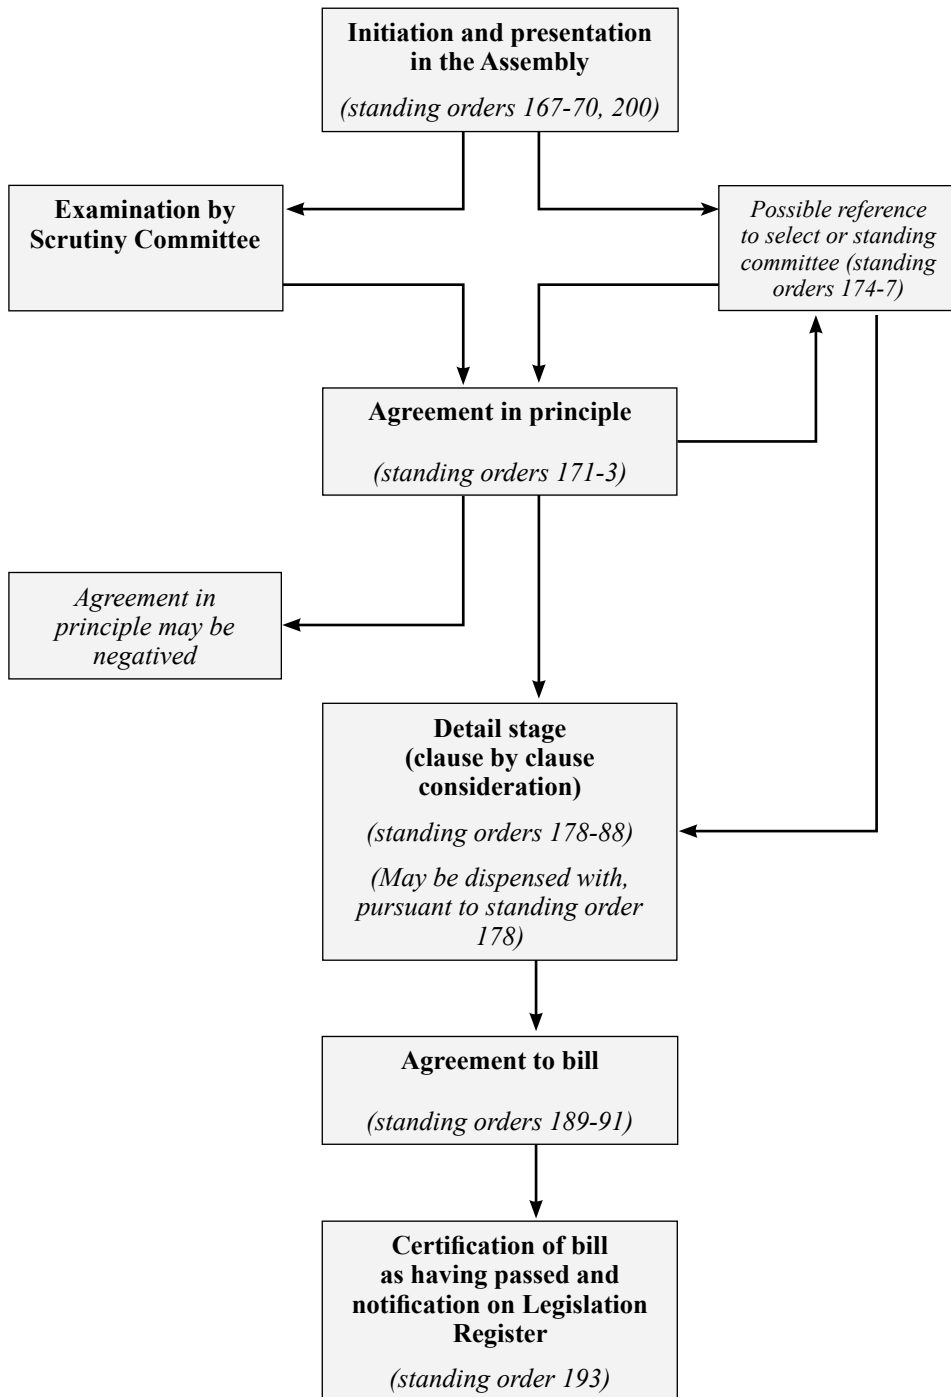 Initiation and presentation
in the Assembly
(standing orders 167-70, 200)
Examination by
Scrutiny Committee
Possible reference
to select or standing
committee (standing
orders 174-7)
Agreement in principle
(standing orders 171-3)
Agreement in
principle may be
negatived
Detail stage
(clause by clause
consideration)
(standing orders 178-88)
(May be dispensed with,
pursuant to standing order
178)
Agreement to bill
(standing orders 189-91)
Certification of bill
as having passed and
notification on Legislation
Register
(standing order 193)